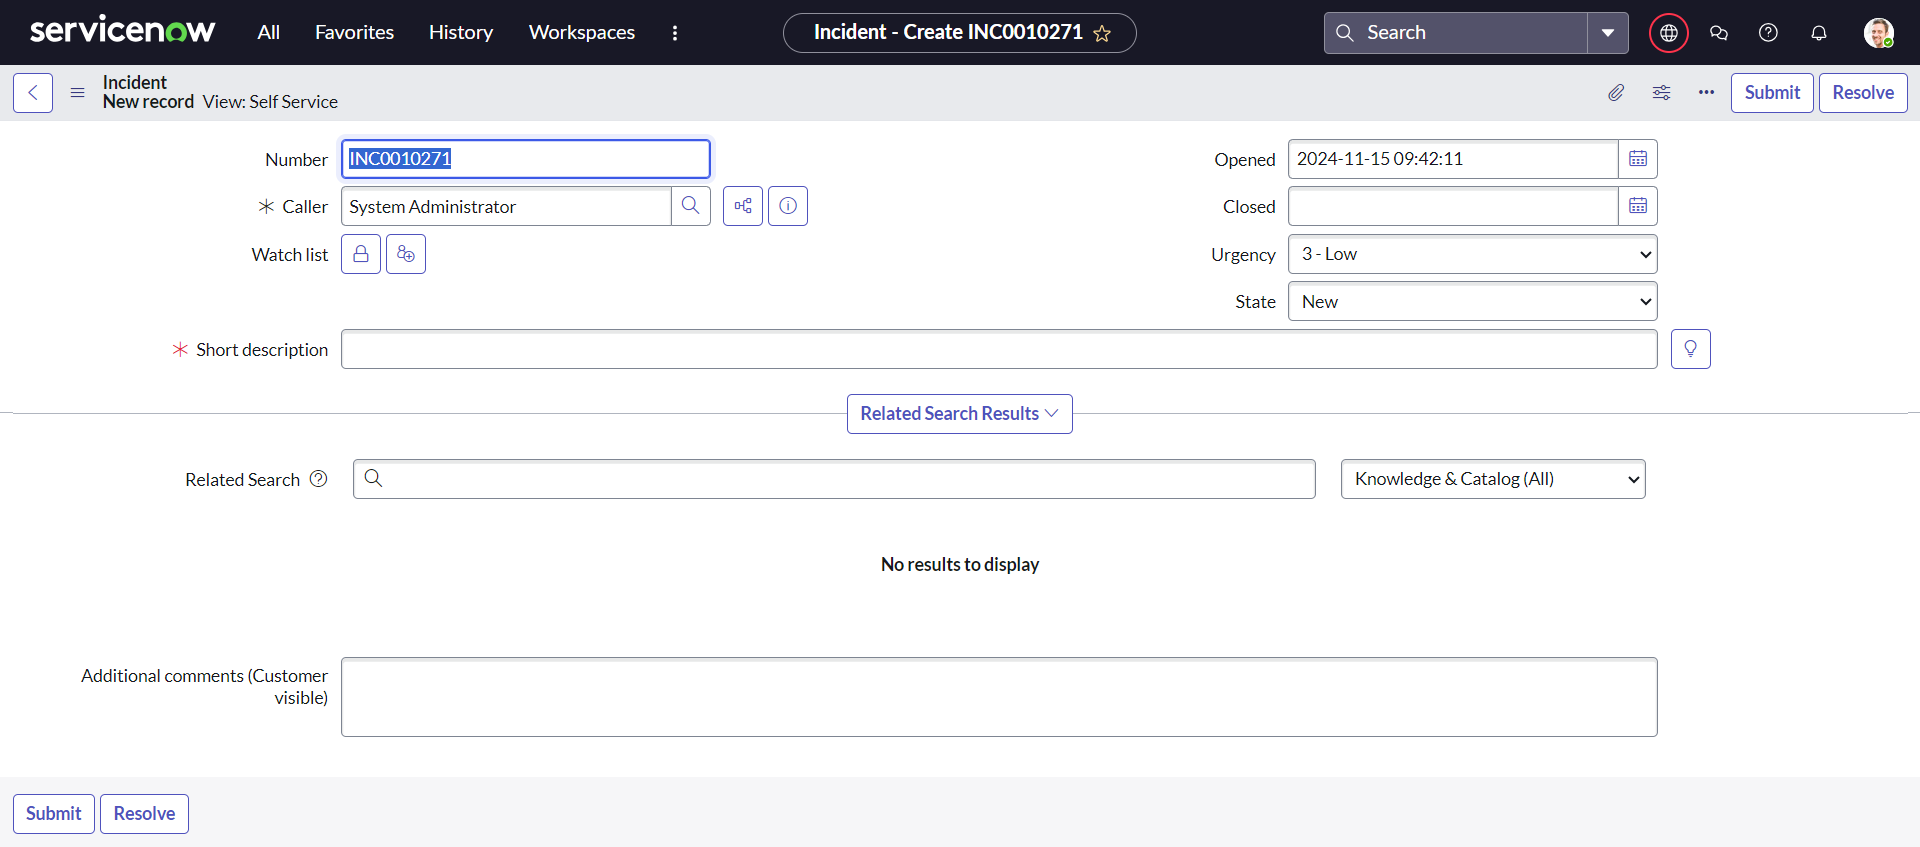 servicenow All Favorites History Workspaces Incident - Create INC0010271 Search
Incident
New record View: Self Service Submit Resolve
Number INC0010271 Opened 2024-11-15 09:42:11
Caller System Administrator Closed
Watch list Urgency 3 - Low
State New
Short description
Related Search Results
Related Search Knowledge & Catalog (All)
No results to display
Additional comments (Customer
visible)
Submit Resolve